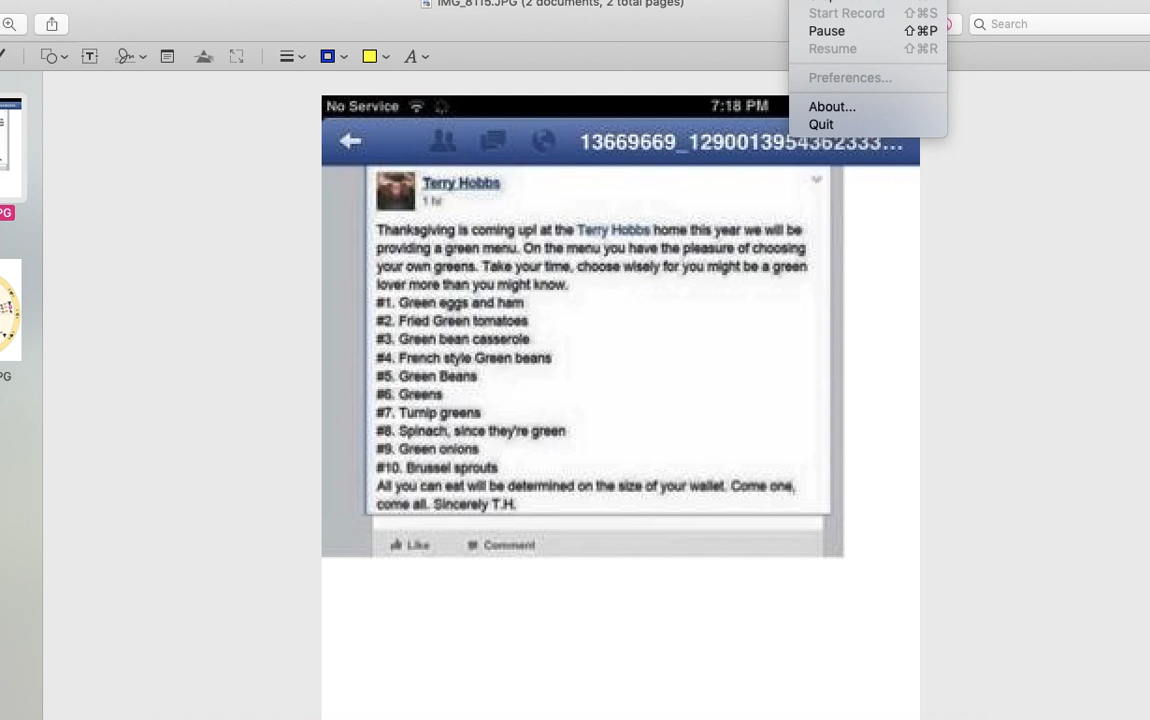 IMG_8115.JPG (2 documents, 2 total pages)
Start Record ⇧⌘S
Search
Pause ⇧⌘P
Resume ⇧⌘R
Preferences...
About...
Quit
No Service 7:18 PM
13669669_1290013954362333...
Terry Hobbs
1 hr
Thanksgiving is coming up! at the Terry Hobbs home this year we will be
providing a green menu. On the menu you have the pleasure of choosing
your own greens. Take your time, choose wisely for you might be a green
lover more than you might know.
#1. Green eggs and ham
#2. Fried Green tomatoes
#3. Green bean casserole
#4. French style Green beans
#5. Green Beans
#6. Greens
#7. Turnip greens
#8. Spinach, since they're green
#9. Green onions
#10. Brussel sprouts
All you can eat will be determined on the size of your wallet. Come one,
come all. Sincerely T.H.
Like Comment
PG
PG